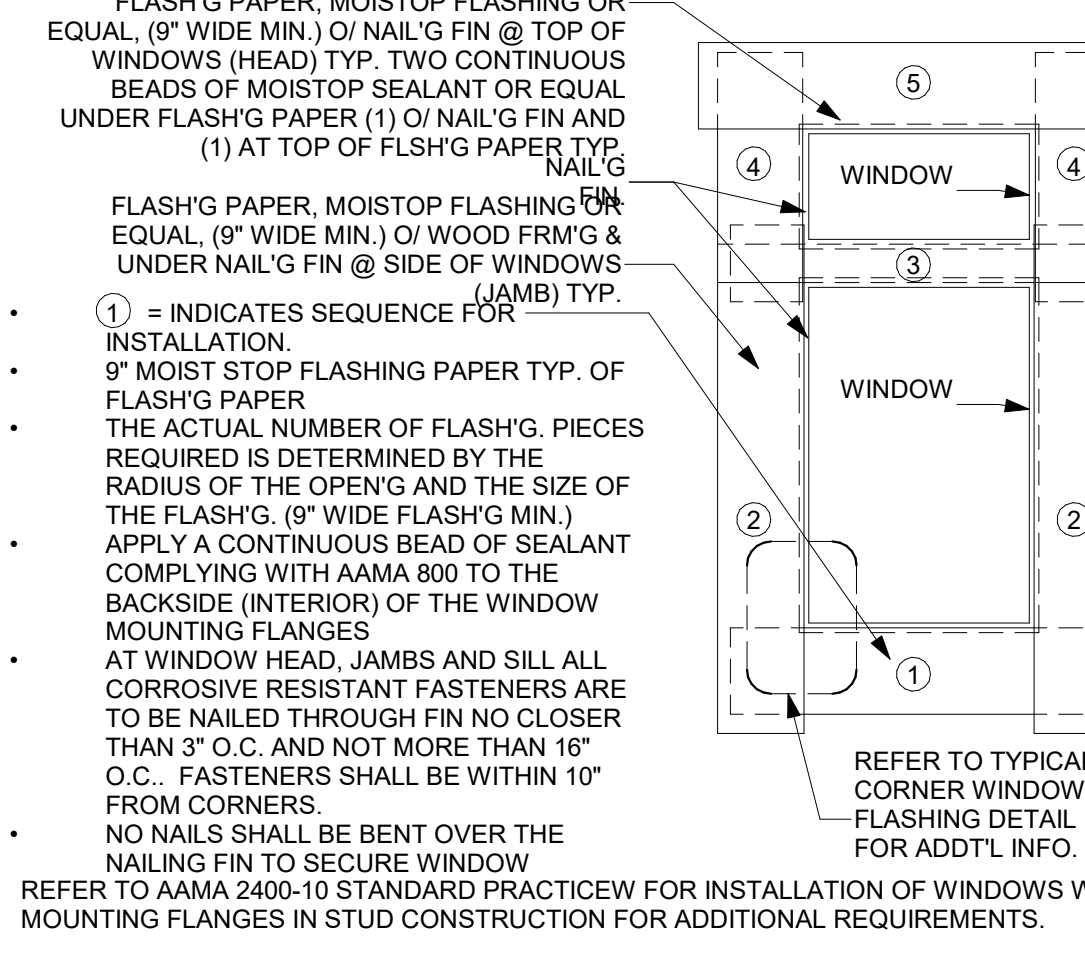 FLASH'G PAPER, MOISTOP FLASHING OR
EQUAL, (9" WIDE MIN.) O/ NAIL'G FIN @ TOP OF
WINDOWS (HEAD) TYP. TWO CONTINUOUS
BEADS OF MOISTOP SEALANT OR EQUAL
UNDER FLASH'G PAPER (1) O/ NAIL'G FIN AND
(1) AT TOP OF FLSH'G PAPER TYP.
NAIL'G
FIN.
FLASH'G PAPER, MOISTOP FLASHING OR
EQUAL, (9" WIDE MIN.) O/ WOOD FRM'G &
UNDER NAIL'G FIN @ SIDE OF WINDOWS
(JAMB) TYP.
• 1 = INDICATES SEQUENCE FOR
INSTALLATION.
• 9" MOIST STOP FLASHING PAPER TYP. OF
FLASH'G PAPER
• THE ACTUAL NUMBER OF FLASH'G. PIECES
REQUIRED IS DETERMINED BY THE
RADIUS OF THE OPEN'G AND THE SIZE OF
THE FLASH'G. (9" WIDE FLASH'G MIN.)
• APPLY A CONTINUOUS BEAD OF SEALANT
COMPLYING WITH AAMA 800 TO THE
BACKSIDE (INTERIOR) OF THE WINDOW
MOUNTING FLANGES
• AT WINDOW HEAD, JAMBS AND SILL ALL
CORROSIVE RESISTANT FASTENERS ARE
TO BE NAILED THROUGH FIN NO CLOSER
THAN 3" O.C. AND NOT MORE THAN 16"
O.C.. FASTENERS SHALL BE WITHIN 10"
FROM CORNERS.
• NO NAILS SHALL BE BENT OVER THE
NAILING FIN TO SECURE WINDOW
REFER TO AAMA 2400-10 STANDARD PRACTICEW FOR INSTALLATION OF WINDOWS W
MOUNTING FLANGES IN STUD CONSTRUCTION FOR ADDITIONAL REQUIREMENTS.
5
4
WINDOW
4
3
WINDOW
2
2
1
REFER TO TYPICAL
CORNER WINDOW
FLASHING DETAIL
FOR ADDT'L INFO.